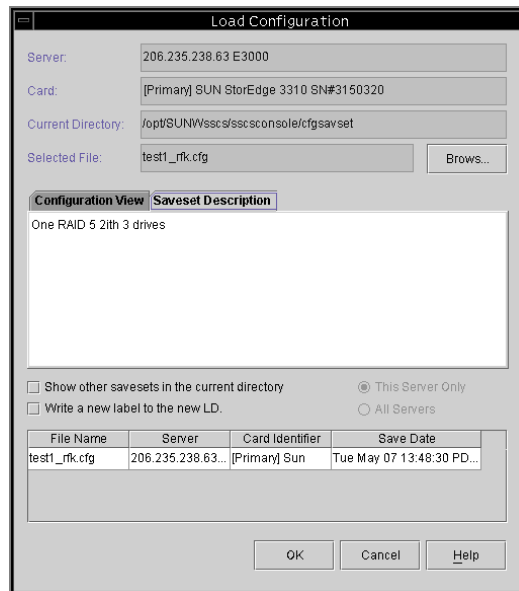 Load Configuration
Server: 206.235.238.63 E3000
Card: [Primary] SUN StorEdge 3310 SN#3150320
Current Directory: /opt/SUNWsscs/sscsconsole/cfgsavset
Selected File: test1_rfk.cfg Brows...
Configuration View Saveset Description
One RAID 5 2ith 3 drives
Show other savesets in the current directory This Server Only
Write a new label to the new LD. All Servers
File Name Server Card Identifier Save Date
test1_rfk.cfg 206.235.238.63... [Primary] Sun Tue May 07 13:48:30 PD...
OK Cancel Help